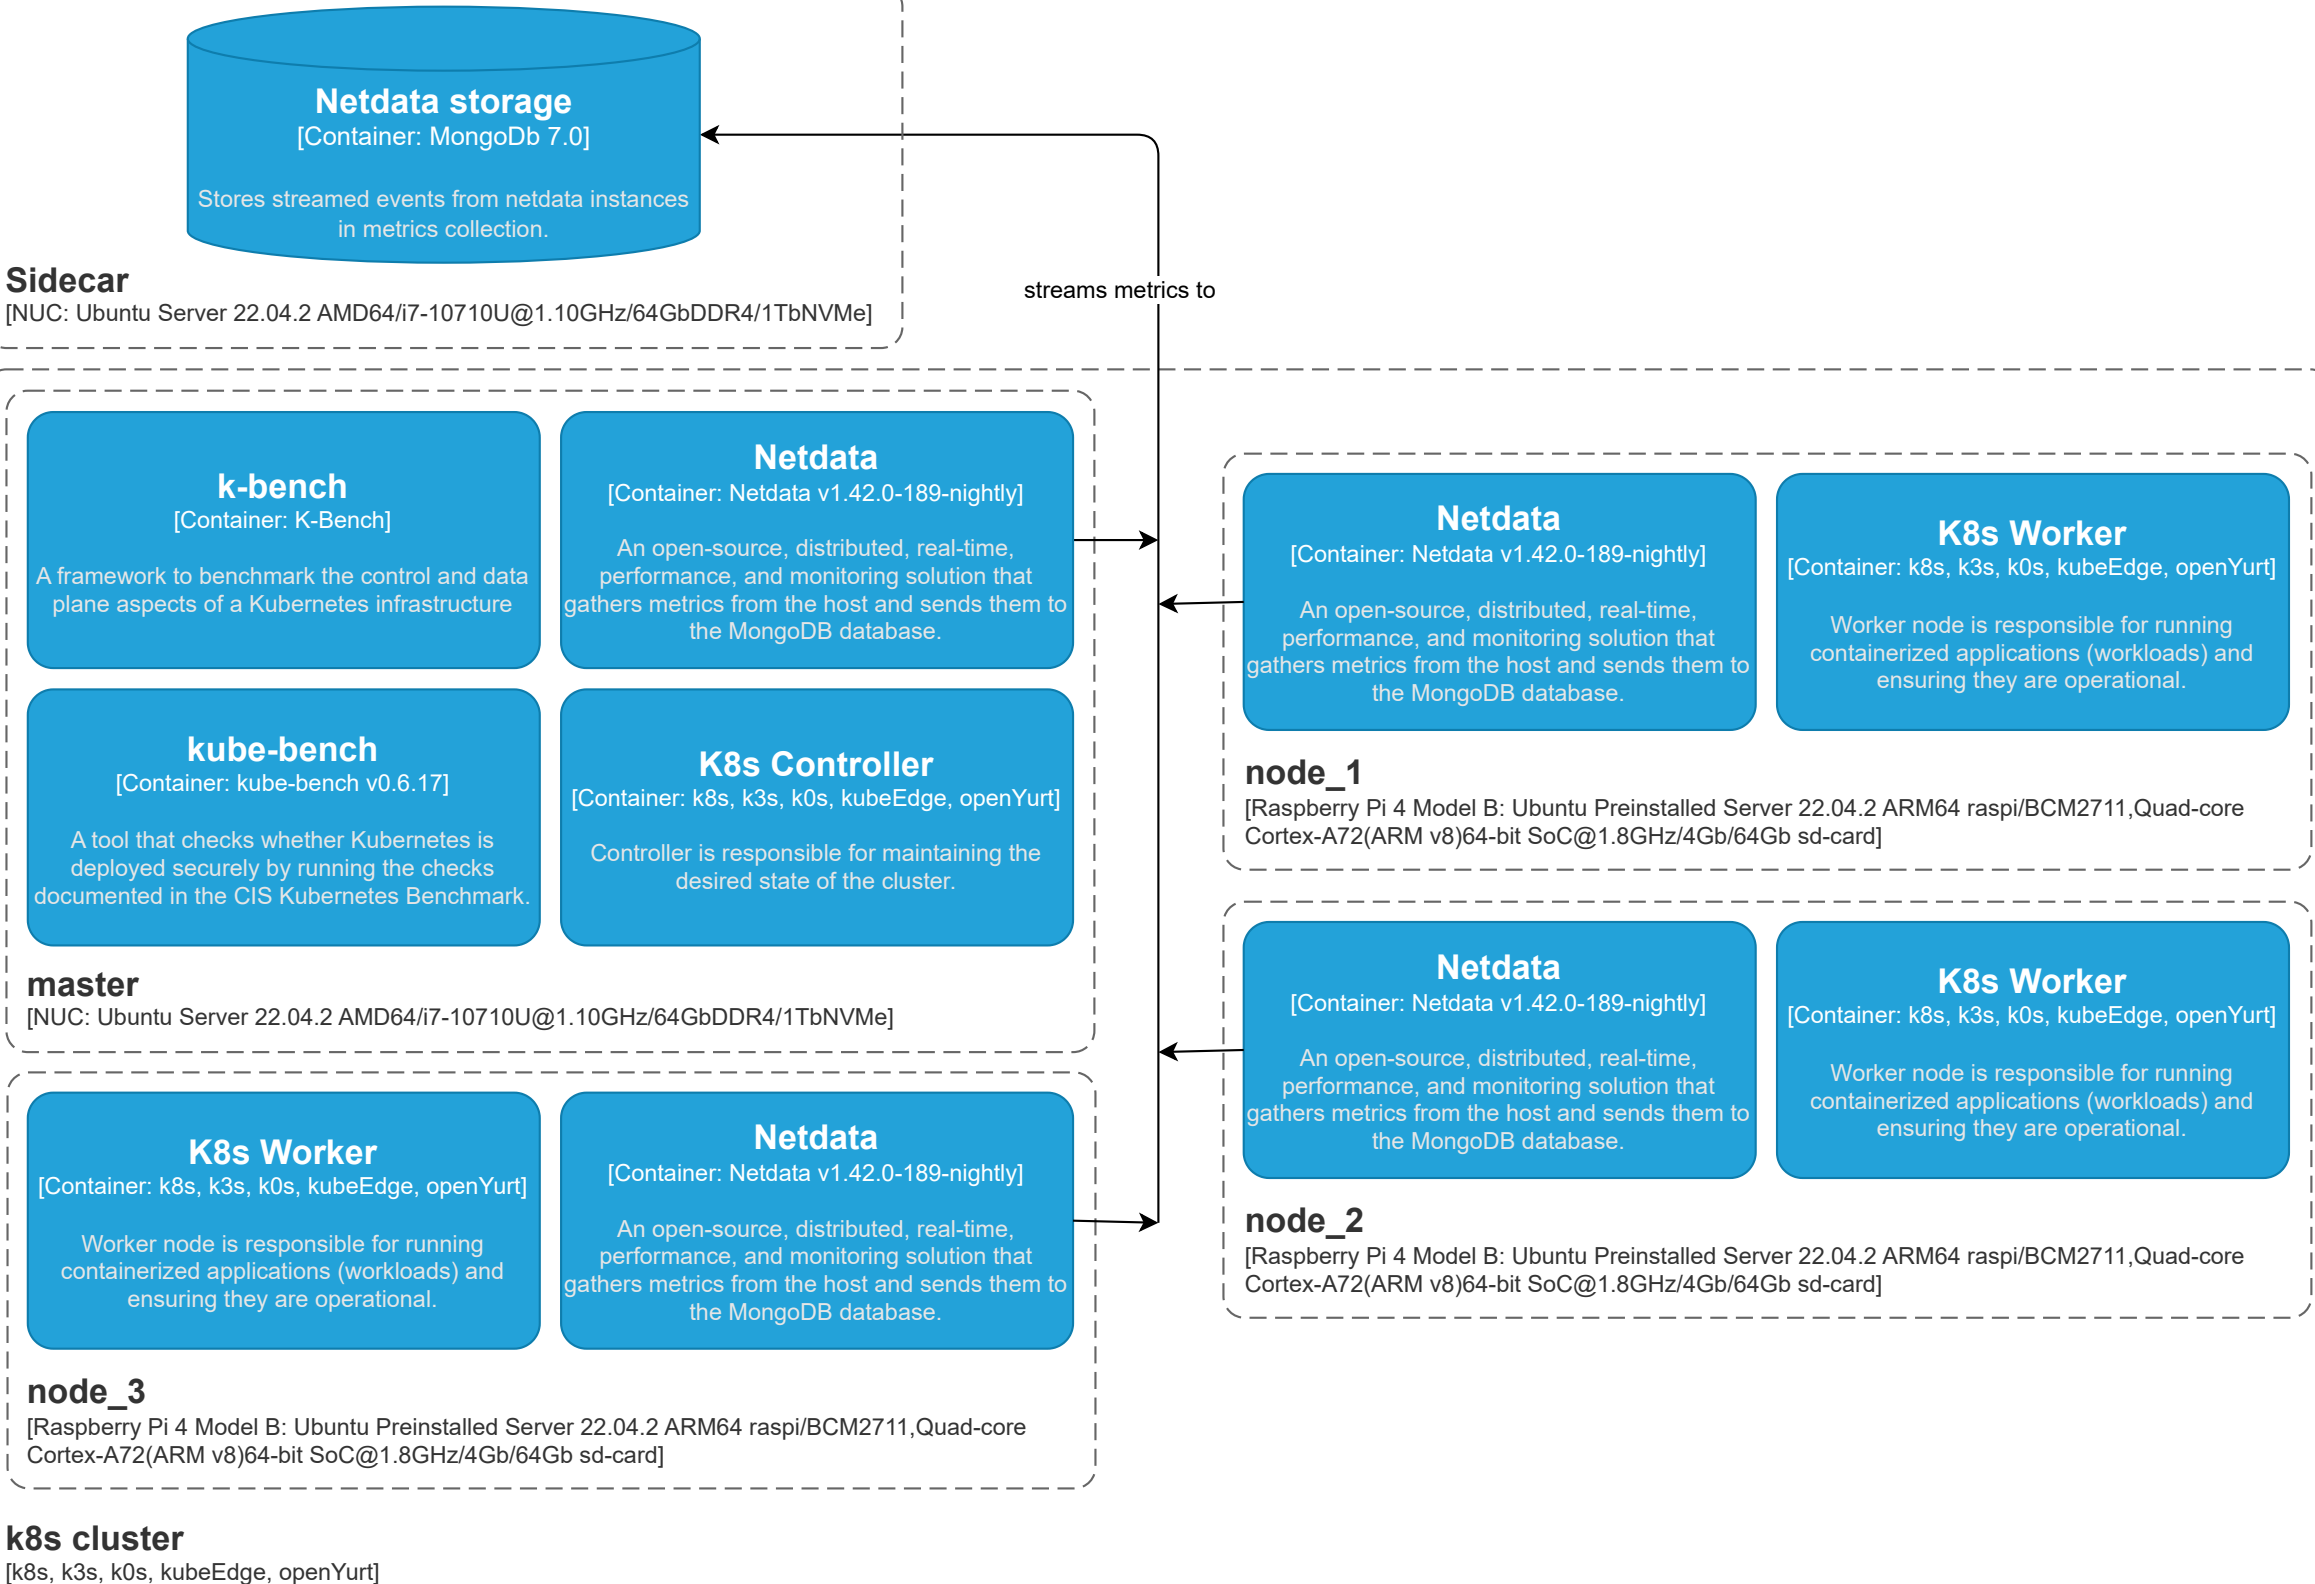 Netdata storage
[Container: MongoDb 7.0]
Stores streamed events from netdata instances
in metrics collection.
Sidecar
[NUC: Ubuntu Server 22.04.2 AMD64/i7-10710U@1.10GHz/64GbDDR4/1TbNVMe]
streams metrics to
k-bench
[Container: K-Bench]
A framework to benchmark the control and data
plane aspects of a Kubernetes infrastructure
Netdata
[Container: Netdata v1.42.0-189-nightly]
An open-source, distributed, real-time,
performance, and monitoring solution that
gathers metrics from the host and sends them to
the MongoDB database.
kube-bench
[Container: kube-bench v0.6.17]
A tool that checks whether Kubernetes is
deployed securely by running the checks
documented in the CIS Kubernetes Benchmark.
K8s Controller
[Container: k8s, k3s, k0s, kubeEdge, openYurt]
Controller is responsible for maintaining the
desired state of the cluster.
master
[NUC: Ubuntu Server 22.04.2 AMD64/i7-10710U@1.10GHz/64GbDDR4/1TbNVMe]
Netdata
[Container: Netdata v1.42.0-189-nightly]
An open-source, distributed, real-time,
performance, and monitoring solution that
gathers metrics from the host and sends them to
the MongoDB database.
K8s Worker
[Container: k8s, k3s, k0s, kubeEdge, openYurt]
Worker node is responsible for running
containerized applications (workloads) and
ensuring they are operational.
node_1
[Raspberry Pi 4 Model B: Ubuntu Preinstalled Server 22.04.2 ARM64 raspi/BCM2711,Quad-core
Cortex-A72(ARM v8)64-bit SoC@1.8GHz/4Gb/64Gb sd-card]
Netdata
[Container: Netdata v1.42.0-189-nightly]
An open-source, distributed, real-time,
performance, and monitoring solution that
gathers metrics from the host and sends them to
the MongoDB database.
K8s Worker
[Container: k8s, k3s, k0s, kubeEdge, openYurt]
Worker node is responsible for running
containerized applications (workloads) and
ensuring they are operational.
node_2
[Raspberry Pi 4 Model B: Ubuntu Preinstalled Server 22.04.2 ARM64 raspi/BCM2711,Quad-core
Cortex-A72(ARM v8)64-bit SoC@1.8GHz/4Gb/64Gb sd-card]
K8s Worker
[Container: k8s, k3s, k0s, kubeEdge, openYurt]
Worker node is responsible for running
containerized applications (workloads) and
ensuring they are operational.
Netdata
[Container: Netdata v1.42.0-189-nightly]
An open-source, distributed, real-time,
performance, and monitoring solution that
gathers metrics from the host and sends them to
the MongoDB database.
node_3
[Raspberry Pi 4 Model B: Ubuntu Preinstalled Server 22.04.2 ARM64 raspi/BCM2711,Quad-core
Cortex-A72(ARM v8)64-bit SoC@1.8GHz/4Gb/64Gb sd-card]
k8s cluster
[k8s, k3s, k0s, kubeEdge, openYurt]